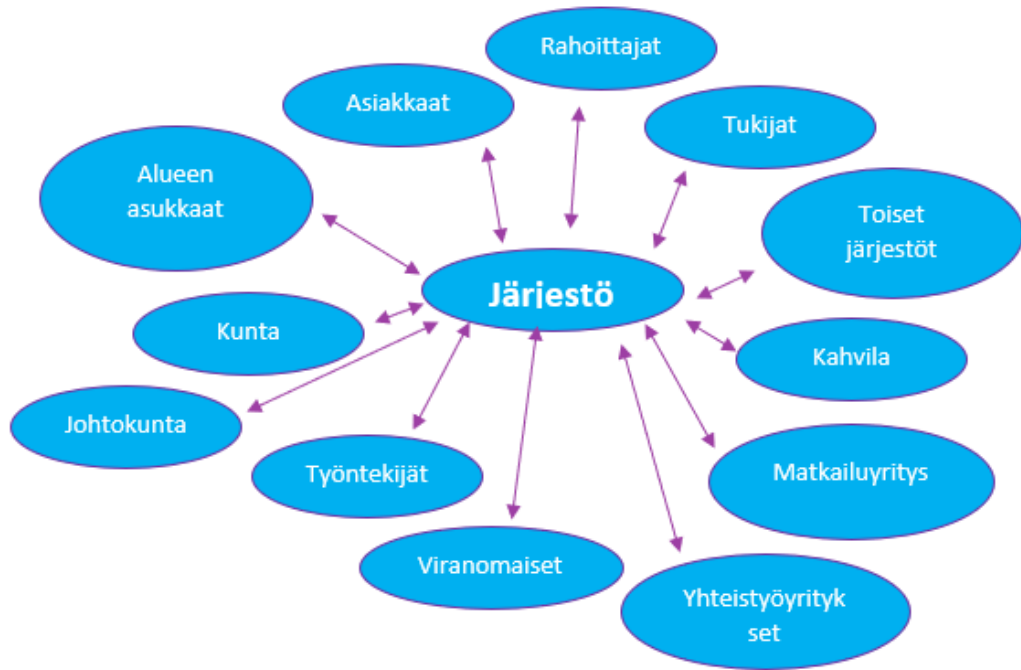 Rahoittajat
Asiakkaat
Tukijat
Alueen
asukkaat
Toiset
järjestöt
Järjestö
Kunta
Kahvila
Johtokunta
Työntekijät
Matkailuyritys
Viranomaiset
Yhteistyöyrityk
set